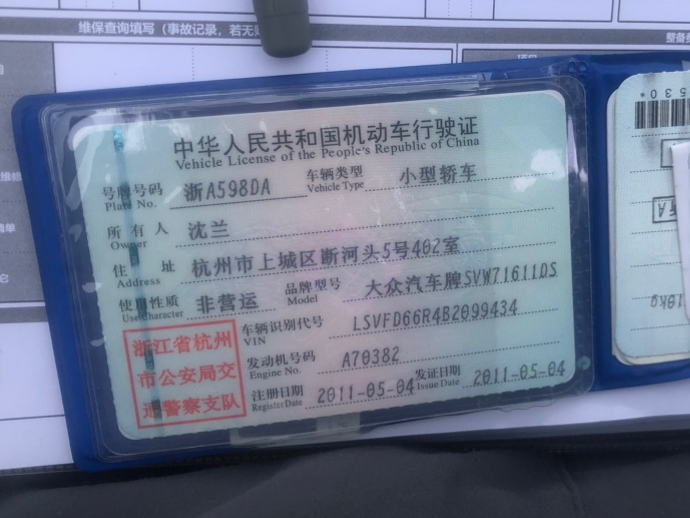 维保查询填写（事故记录，若无
中华人民共和国机动车行驶证
Vehicle License of the People's Republic of China
号牌号码 浙A598DA 车辆类型 小型轿车
Plate No. Vehicle Type
所有人 沈兰
Owner
住址 杭州市上城区断河头5号402室
Address
使用性质 非营运 品牌型号 大众汽车牌SVW71611DS
Use Character Model
浙江省杭州
市公安局交
通警察支队
车辆识别代号 LSVFD66R4B2099434
VIN
发动机号码 A70382
Engine No.
注册日期 2011-05-04 发证日期 2011-05-04
Register Date Issue Date
530*